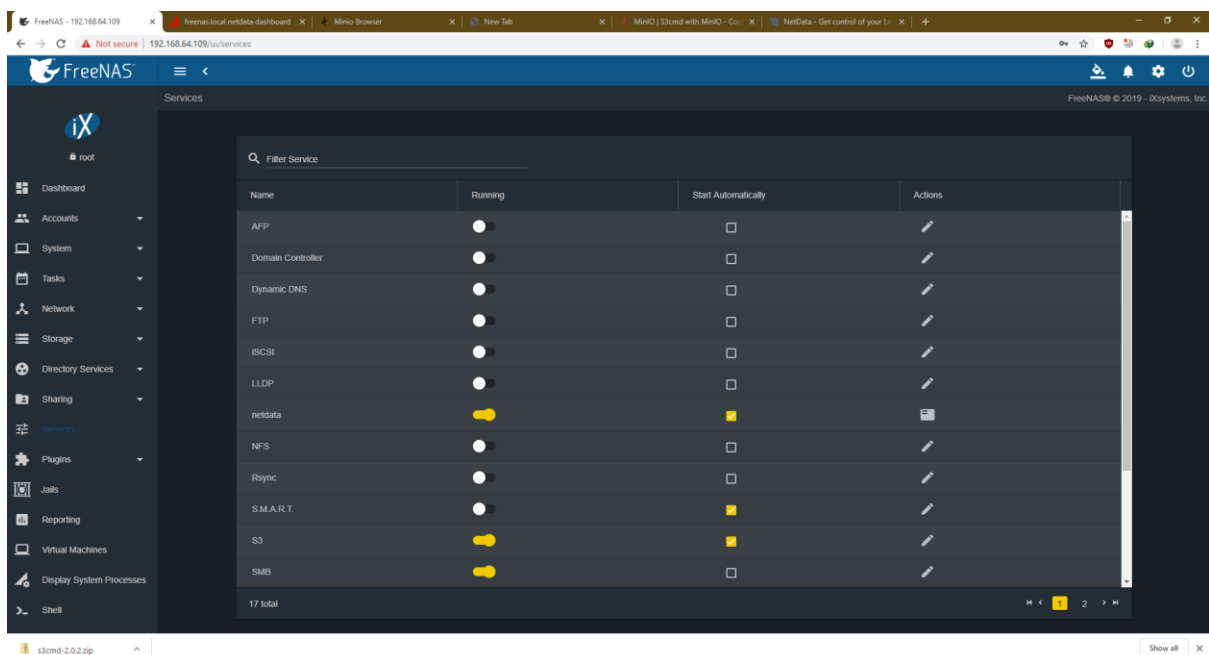 FreeNAS - 192.168.64.109
freenas.local netdata dashboard
Minio Browser
New Tab
MinIO | S3cmd with MinIO - Co
NetData - Get control of your Li
Not secure
192.168.64.109/ui/services
FreeNAS
Services
FreeNAS® © 2019 - iXsystems, Inc.
iX
root
Dashboard
Accounts
System
Tasks
Network
Storage
Directory Services
Sharing
Services
Plugins
Jails
Reporting
Virtual Machines
Display System Processes
Shell
Filter Service
Name Running Start Automatically Actions
AFP
Domain Controller
Dynamic DNS
FTP
iSCSI
LLDP
netdata
NFS
Rsync
S.M.A.R.T.
S3
SMB
17 total
1 2
s3cmd-2.0.2.zip
Show all